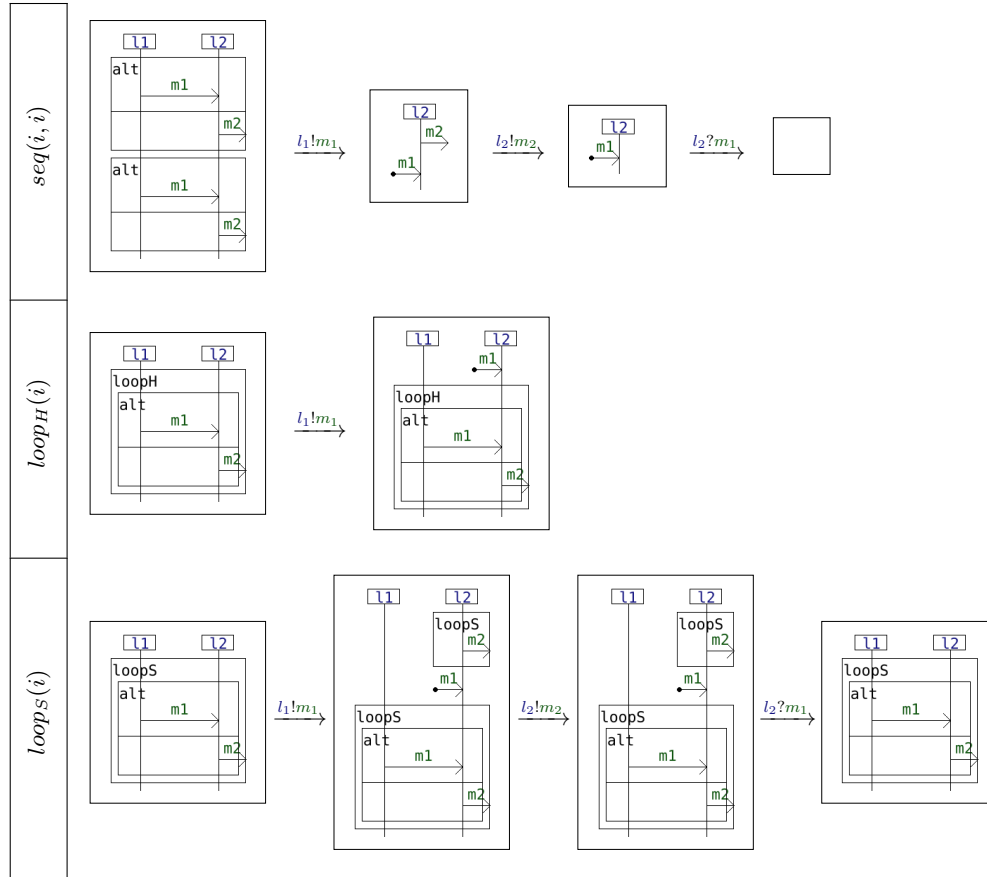 seq(i, i)
l1 l2
alt
m1
m2
alt
m1
m2
l₁!m₁
l2
m2
m1
l₂!m₂
l2
m1
l₂?m₁
loop_H(i)
l1 l2
loopH
alt
m1
m2
l₁!m₁
l1 l2
m1
loopH
alt
m1
m2
loop_S(i)
l1 l2
loopS
alt
m1
m2
l₁!m₁
l1 l2
loopS
m2
m1
loopS
alt
m1
m2
l₂!m₂
l1 l2
loopS
m2
m1
loopS
alt
m1
m2
l₂?m₁
l1 l2
loopS
alt
m1
m2